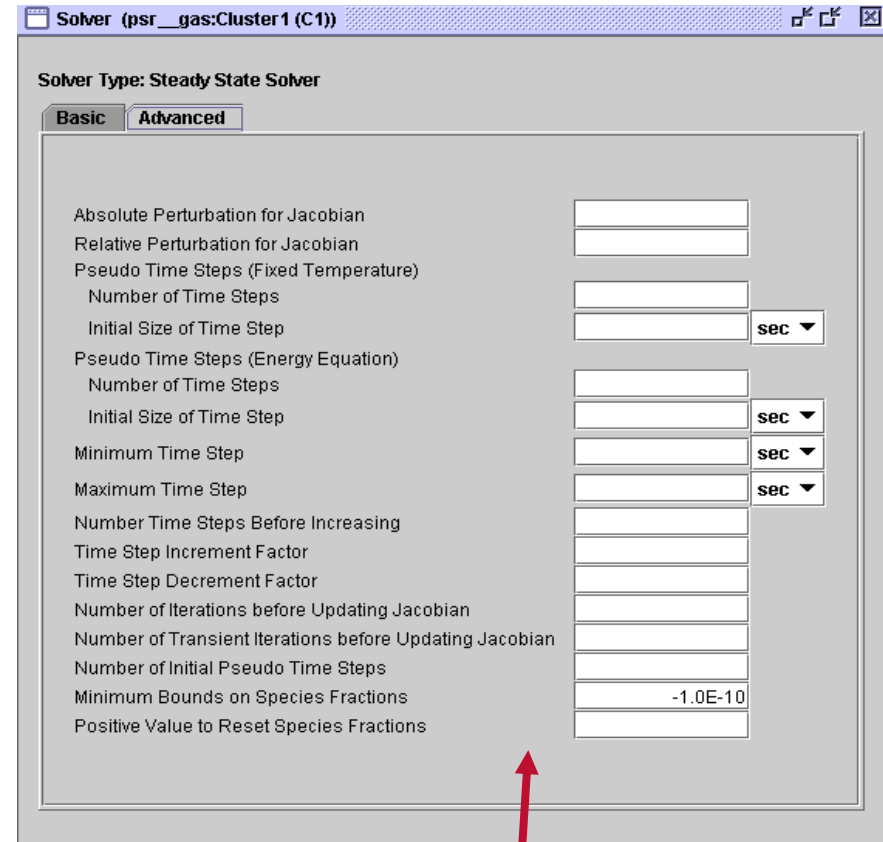 Solver (psr__gas:Cluster1 (C1))
Solver Type: Steady State Solver
Basic Advanced
Absolute Perturbation for Jacobian
Relative Perturbation for Jacobian
Pseudo Time Steps (Fixed Temperature)
Number of Time Steps
Initial Size of Time Step sec
Pseudo Time Steps (Energy Equation)
Number of Time Steps
Initial Size of Time Step sec
Minimum Time Step sec
Maximum Time Step sec
Number Time Steps Before Increasing
Time Step Increment Factor
Time Step Decrement Factor
Number of Iterations before Updating Jacobian
Number of Transient Iterations before Updating Jacobian
Number of Initial Pseudo Time Steps
Minimum Bounds on Species Fractions -1.0E-10
Positive Value to Reset Species Fractions